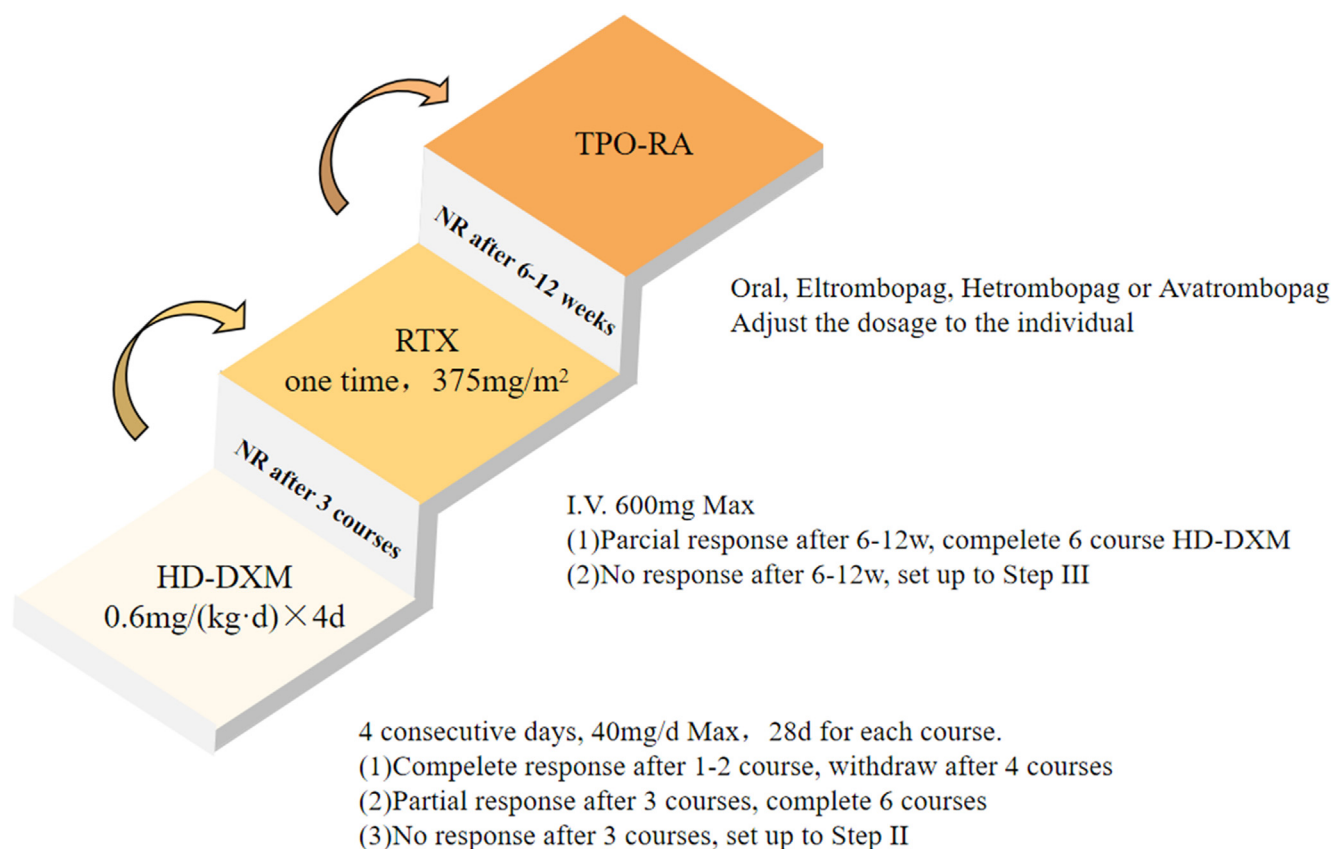 TPO-RA
NR after 6-12 weeks
Oral, Eltrombopag, Hetrombopag or Avatrombopag
Adjust the dosage to the individual
RTX
one time，375mg/m²
NR after 3 courses
I.V. 600mg Max
(1)Parcial response after 6-12w, compelete 6 course HD-DXM
(2)No response after 6-12w, set up to Step III
HD-DXM
0.6mg/(kg·d)×4d
4 consecutive days, 40mg/d Max，28d for each course.
(1)Compelete response after 1-2 course, withdraw after 4 courses
(2)Partial response after 3 courses, complete 6 courses
(3)No response after 3 courses, set up to Step II